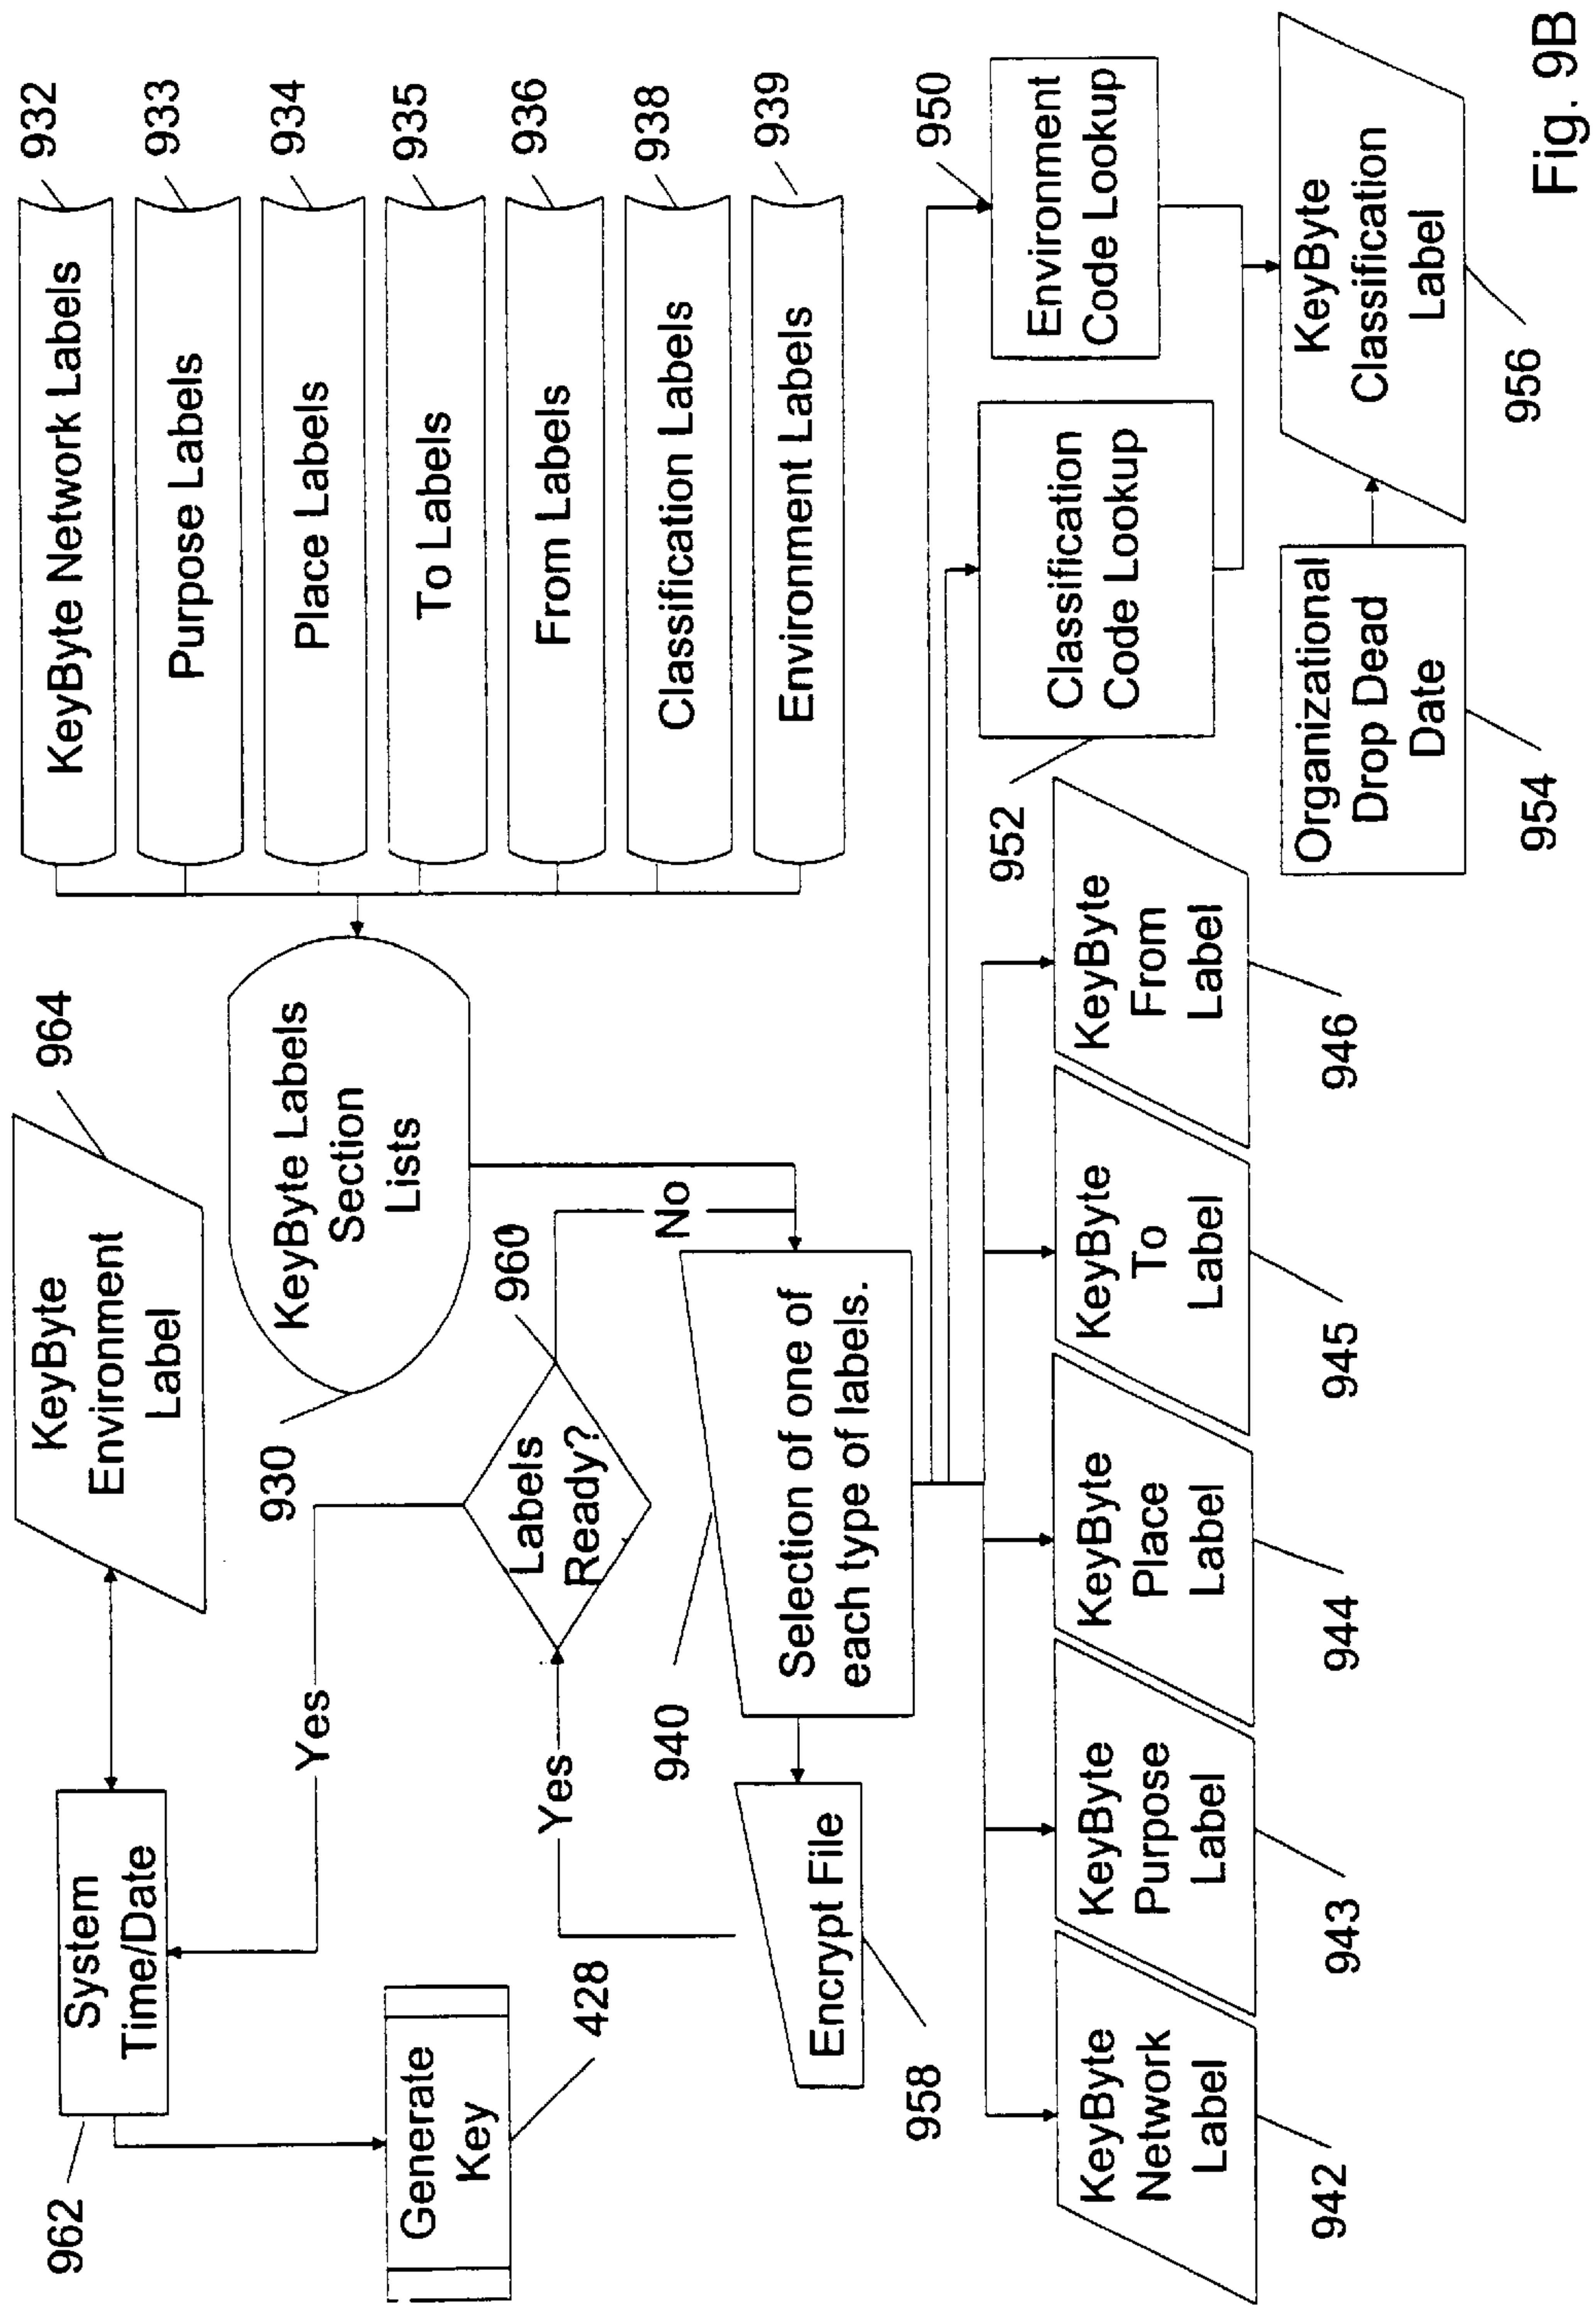 962
System
Time/Date
KeyByte
Environment
Label
964
KeyByte Network Labels
932
Purpose Labels
933
Place Labels
934
To Labels
935
From Labels
936
Classification Labels
938
Environment Labels
939
KeyByte Labels
Section
Lists
930
Yes
Generate
Key
428
Labels
Ready?
960
No
Yes
940
Selection of one of
each type of labels.
Encrypt File
958
950
Environment
Code Lookup
Classification
Code Lookup
952
KeyByte
Network
Label
942
KeyByte
Purpose
Label
943
KeyByte
Place
Label
944
KeyByte
To
Label
945
KeyByte
From
Label
946
Organizational
Drop Dead
Date
954
KeyByte
Classification
Label
956
Fig. 9B